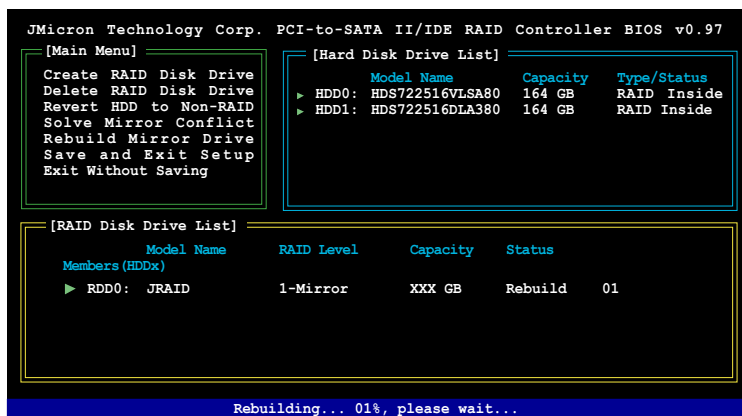 JMicron Technology Corp. PCI-to-SATA II/IDE RAID Controller BIOS v0.97
[Main Menu]
Create RAID Disk Drive
Delete RAID Disk Drive
Revert HDD to Non-RAID
Solve Mirror Conflict
Rebuild Mirror Drive
Save and Exit Setup
Exit Without Saving
[Hard Disk Drive List]
Model Name Capacity Type/Status
HDD0: HDS722516VLSA80 164 GB RAID Inside
HDD1: HDS722516DLA380 164 GB RAID Inside
[RAID Disk Drive List]
Model Name RAID Level Capacity Status
Members(HDDx)
RDD0: JRAID 1-Mirror XXX GB Rebuild 01
Rebuilding... 01%, please wait...